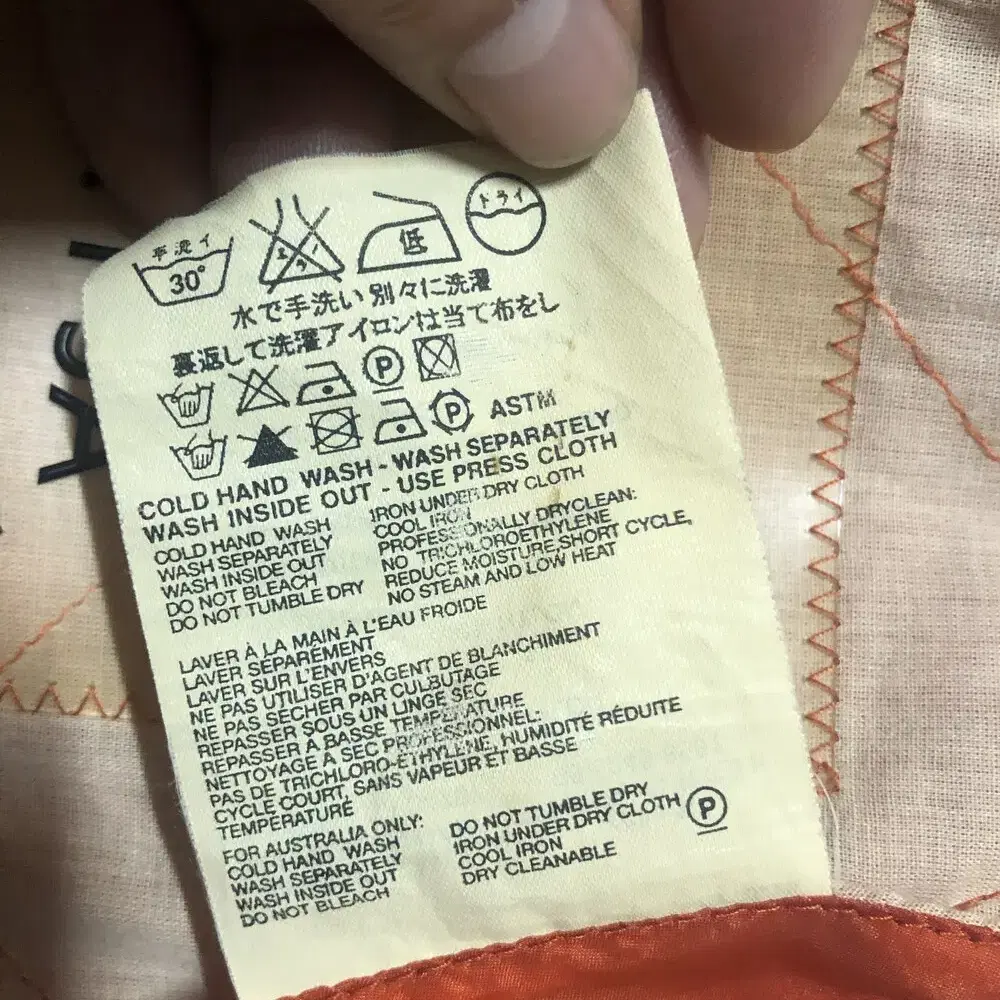 手洗イ
30°
エンソ
サラシ
低
ドライ
水で手洗い 別々に洗濯
裏返して洗濯アイロンは当て布をし
P
P ASTM
COLD HAND WASH - WASH SEPARATELY
WASH INSIDE OUT - USE PRESS CLOTH
COLD HAND WASH
WASH SEPARATELY
WASH INSIDE OUT
DO NOT BLEACH
DO NOT TUMBLE DRY
IRON UNDER DRY CLOTH
COOL IRON
PROFESSIONALLY DRYCLEAN:
NO TRICHLOROETHYLENE
REDUCE MOISTURE,SHORT CYCLE,
NO STEAM AND LOW HEAT
LAVER À LA MAIN À L'EAU FROIDE
LAVER SÉPARÉMENT
LAVER SUR L'ENVERS
NE PAS UTILISER D'AGENT DE BLANCHIMENT
NE PAS SÉCHER PAR CULBUTAGE
REPASSER SOUS UN LINGE SEC
REPASSER À BASSE TEMPÉRATURE
NETTOYAGE À SEC PROFESSIONNEL:
PAS DE TRICHLORO-ÉTHYLÈNE, HUMIDITÉ RÉDUITE
CYCLE COURT, SANS VAPEUR ET BASSE
TEMPÉRATURE
FOR AUSTRALIA ONLY:
COLD HAND WASH
WASH SEPARATELY
WASH INSIDE OUT
DO NOT BLEACH
DO NOT TUMBLE DRY
IRON UNDER DRY CLOTH
COOL IRON
DRY CLEANABLE
P